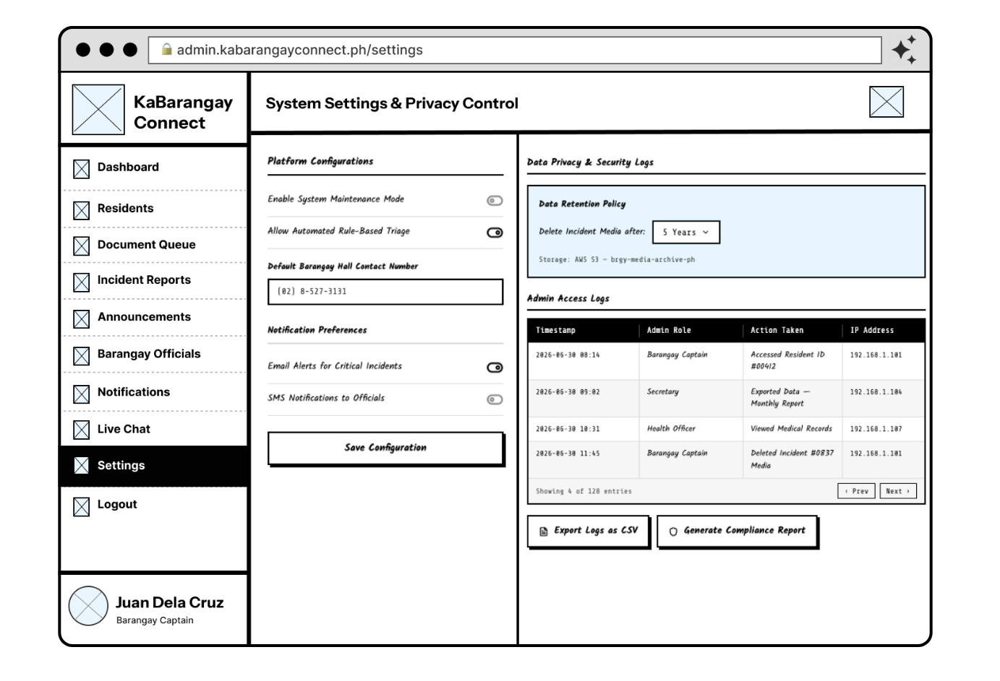 admin.kabarangayconnect.ph/settings
KaBarangay
Connect
System Settings & Privacy Control
Dashboard
Residents
Document Queue
Incident Reports
Announcements
Barangay Officials
Notifications
Live Chat
Settings
Logout
Juan Dela Cruz
Barangay Captain
Platform Configurations
Enable System Maintenance Mode
Allow Automated Rule-Based Triage
Default Barangay Hall Contact Number
(02) 8-527-3131
Notification Preferences
Email Alerts for Critical Incidents
SMS Notifications to Officials
Save Configuration
Data Privacy & Security Logs
Data Retention Policy
Delete Incident Media after: 5 Years
Storage: AWS S3 — brgy-media-archive-ph
Admin Access Logs
Timestamp Admin Role Action Taken IP Address
2026-06-30 08:14 Barangay Captain Accessed Resident ID 192.168.1.101
#00412
2026-06-30 09:02 Secretary Exported Data — 192.168.1.104
Monthly Report
2026-06-30 10:31 Health Officer Viewed Medical Records 192.168.1.107
2026-06-30 11:45 Barangay Captain Deleted Incident #0837 192.168.1.101
Media
Showing 4 of 128 entries ‹ Prev Next ›
Export Logs as CSV Generate Compliance Report